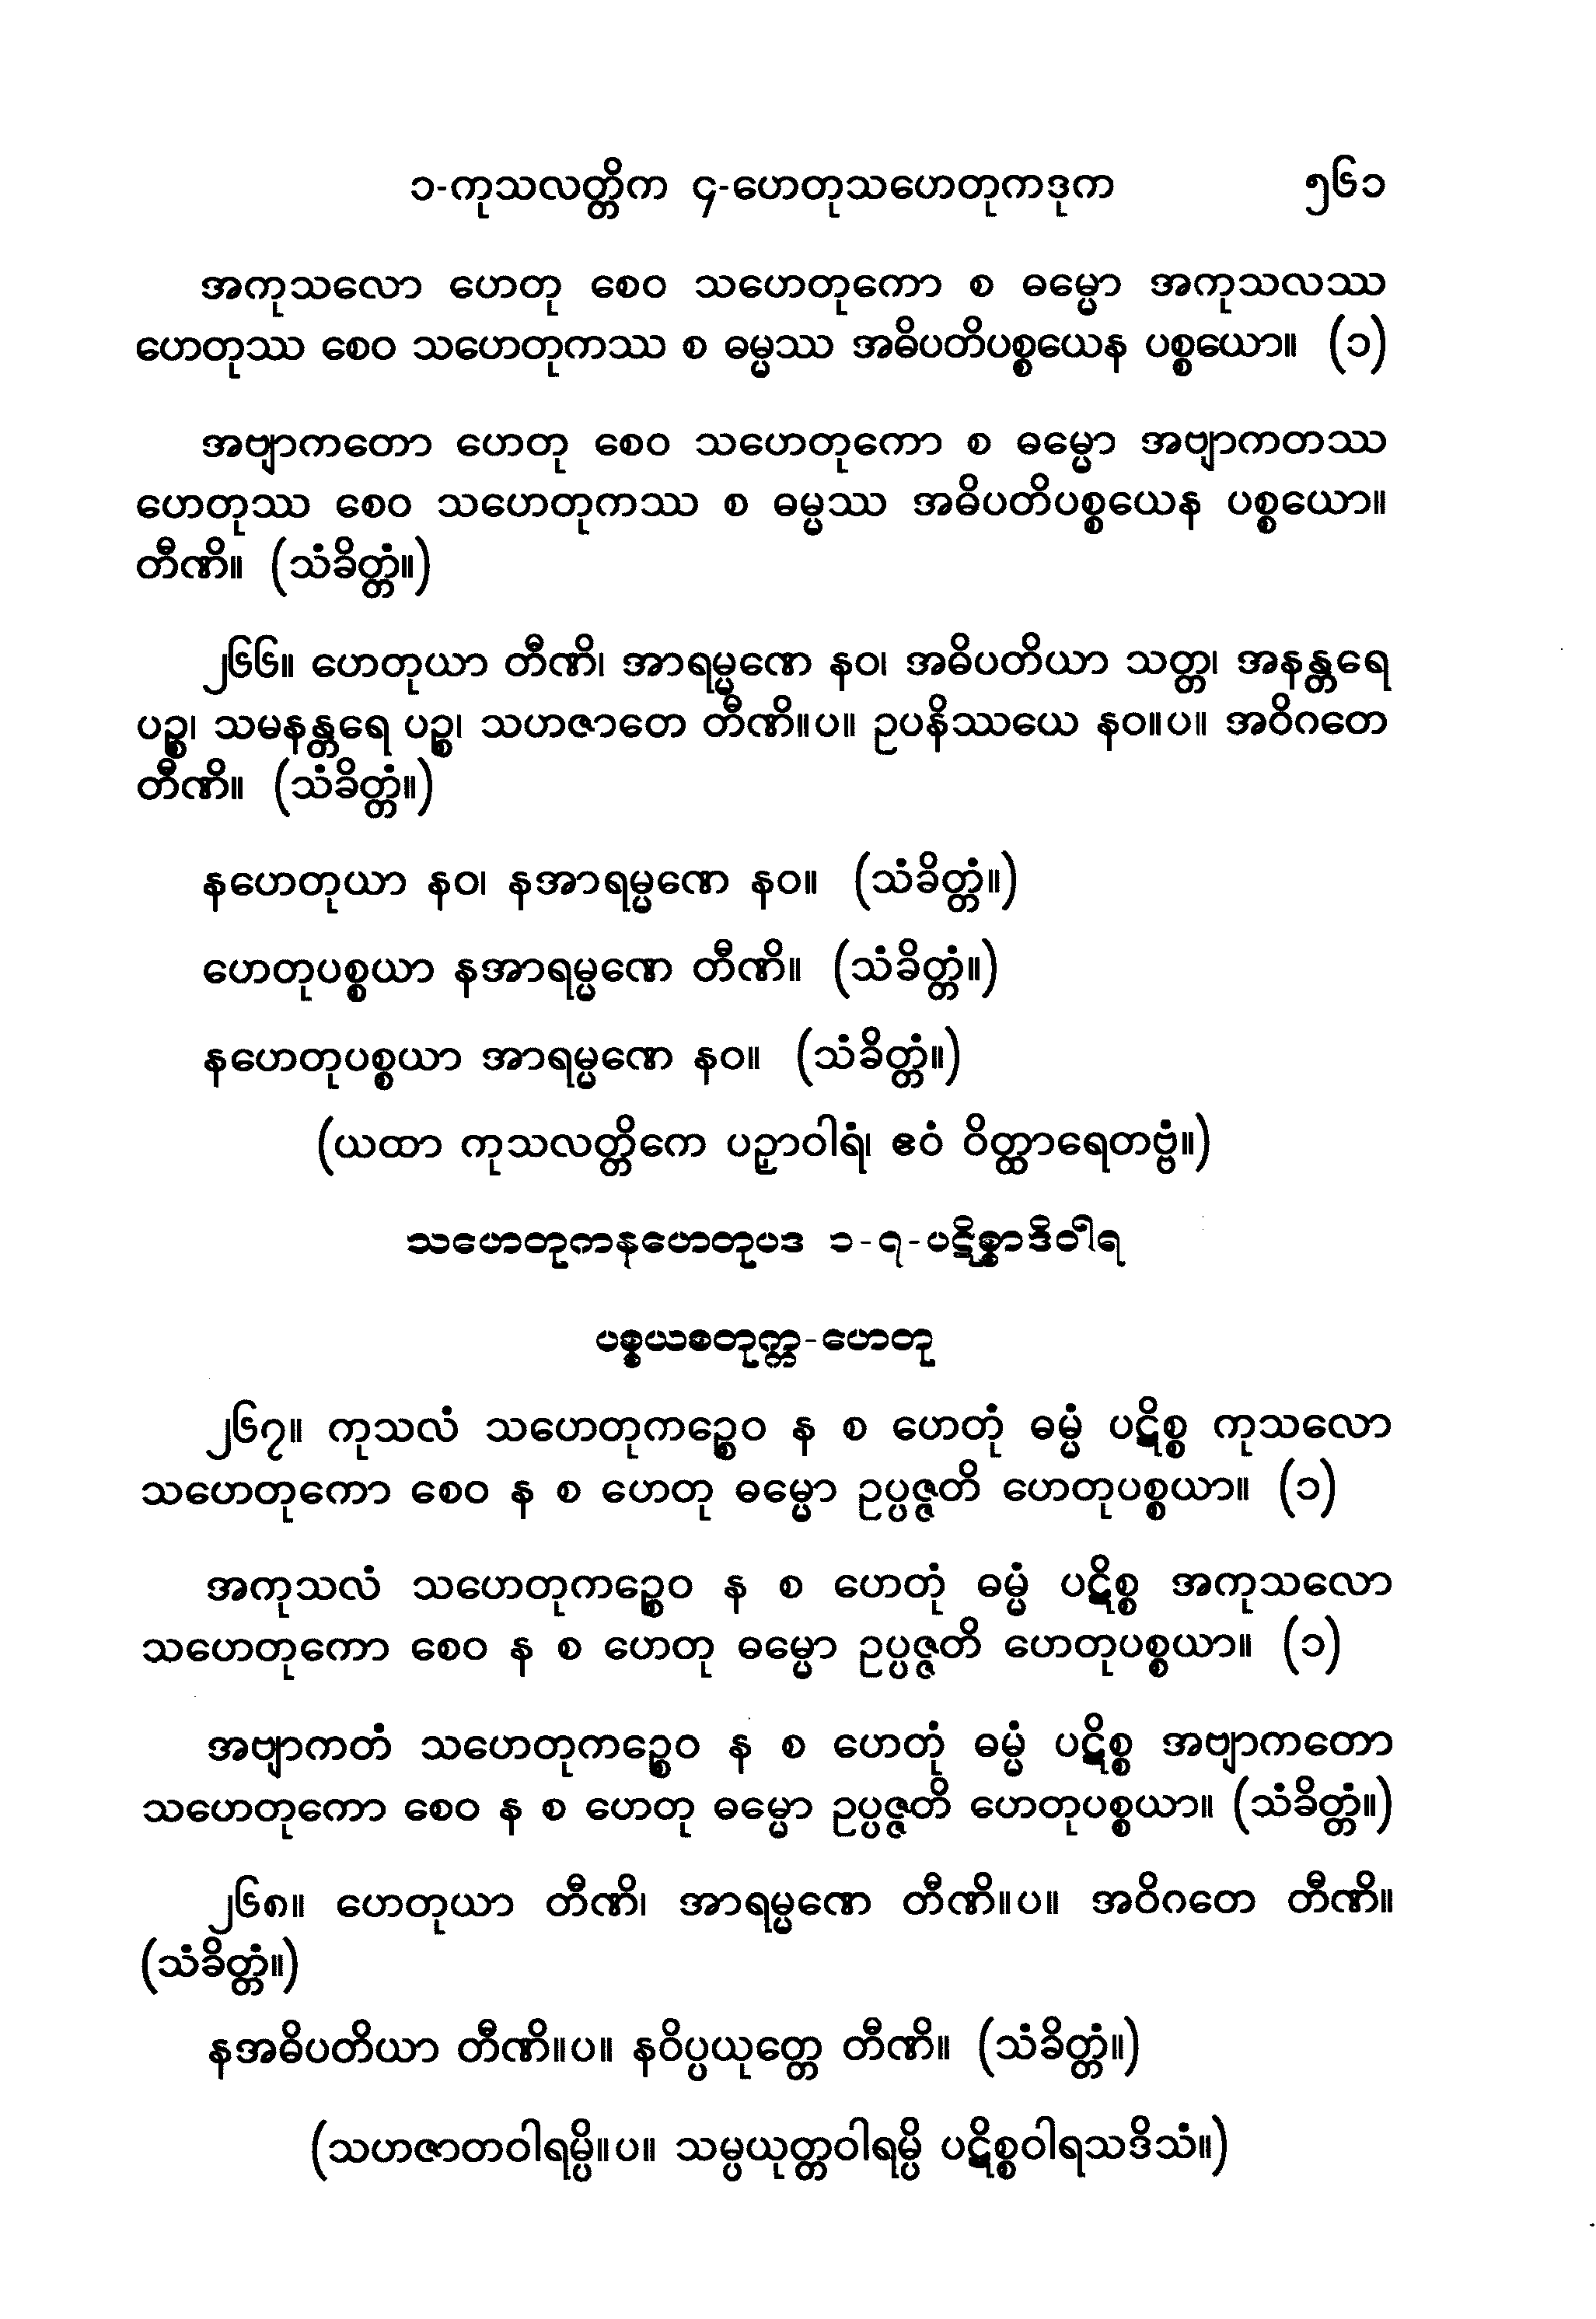 ၁-ကုသလတ္တိက ၄-ဟေတုသဟေတုကဒုက ၅၆၁
အကုသလော ဟေတု စေဝ သဟေတုကော စ ဓမ္မော အကုသလဿ
ဟေတုဿ စေဝ သဟေတုကဿ စ ဓမ္မဿ အဓိပတိပစ္စယေန ပစ္စယော။ (၁)
အဗျာကတော ဟေတု စေဝ သဟေတုကော စ ဓမ္မော အဗျာကတဿ
ဟေတုဿ စေဝ သဟေတုကဿ စ ဓမ္မဿ အဓိပတိပစ္စယေန ပစ္စယော။
တီဏိ။ (သံခိတ္တံ။)
၂၆၆။ ဟေတုယာ တီဏိ၊ အာရမ္မဏေ နဝ၊ အဓိပတိယာ သတ္တ၊ အနန္တရေ
ပဉ္စ၊ သမနန္တရေ ပဉ္စ၊ သဟဇာတေ တီဏိ။ပ။ ဥပနိဿယေ နဝ။ပ။ အဝိဂတေ
တီဏိ။ (သံခိတ္တံ။)
နဟေတုယာ နဝ၊ နအာရမ္မဏေ နဝ။ (သံခိတ္တံ။)
ဟေတုပစ္စယာ နအာရမ္မဏေ တီဏိ။ (သံခိတ္တံ။)
နဟေတုပစ္စယာ အာရမ္မဏေ နဝ။ (သံခိတ္တံ။)
(ယထာ ကုသလတ္တိကေ ပဉှာဝါရံ၊ ဧဝံ ဝိတ္ထာရေတဗ္ဗံ။)
သဟေတုကနဟေတုပဒ ၁-၇-ပဋိစ္စာဒိဝါရ
ပစ္စယစတုက္က-ဟေတု
၂၆၇။ ကုသလံ သဟေတုကဉ္စေဝ န စ ဟေတုံ ဓမ္မံ ပဋိစ္စ ကုသလော
သဟေတုကော စေဝ န စ ဟေတု ဓမ္မော ဥပ္ပဇ္ဇတိ ဟေတုပစ္စယာ။ (၁)
အကုသလံ သဟေတုကဉ္စေဝ န စ ဟေတုံ ဓမ္မံ ပဋိစ္စ အကုသလော
သဟေတုကော စေဝ န စ ဟေတု ဓမ္မော ဥပ္ပဇ္ဇတိ ဟေတုပစ္စယာ။ (၁)
အဗျာကတံ သဟေတုကဉ္စေဝ န စ ဟေတုံ ဓမ္မံ ပဋိစ္စ အဗျာကတော
သဟေတုကော စေဝ န စ ဟေတု ဓမ္မော ဥပ္ပဇ္ဇတိ ဟေတုပစ္စယာ။ (သံခိတ္တံ။)
၂၆၈။ ဟေတုယာ တီဏိ၊ အာရမ္မဏေ တီဏိ။ပ။ အဝိဂတေ တီဏိ။
(သံခိတ္တံ။)
နအဓိပတိယာ တီဏိ။ပ။ နဝိပ္ပယုတ္တေ တီဏိ။ (သံခိတ္တံ။)
(သဟဇာတဝါရမ္ပိ။ပ။ သမ္ပယုတ္တဝါရမ္ပိ ပဋိစ္စဝါရသဒိသံ။)